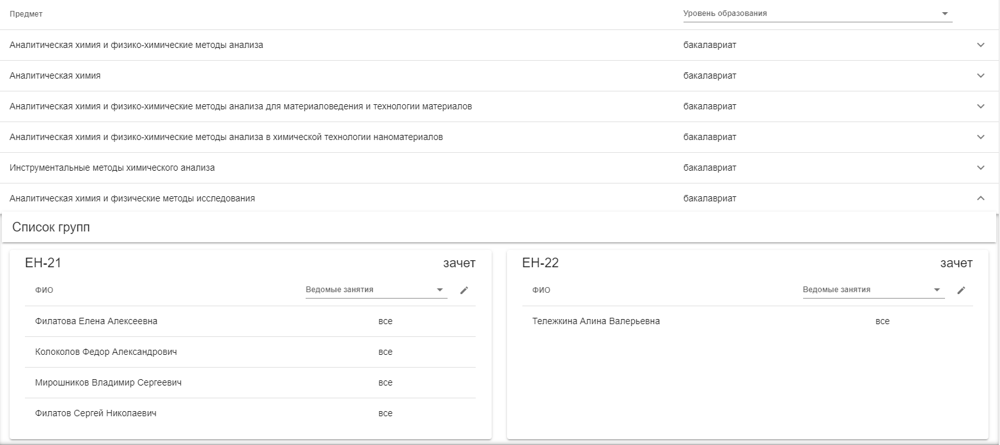 Предмет Уровень образования
Аналитическая химия и физико-химические методы анализа бакалавриат
Аналитическая химия бакалавриат
Аналитическая химия и физико-химические методы анализа для материаловедения и технологии материалов бакалавриат
Аналитическая химия и физико-химические методы анализа в химической технологии наноматериалов бакалавриат
Инструментальные методы химического анализа бакалавриат
Аналитическая химия и физические методы исследования бакалавриат
Список групп
ЕН-21 зачет
ФИО Ведомые занятия
Филатова Елена Алексеевна все
Колоколов Федор Александрович все
Мирошников Владимир Сергеевич все
Филатов Сергей Николаевич все
ЕН-22 зачет
ФИО Ведомые занятия
Тележкина Алина Валерьевна все